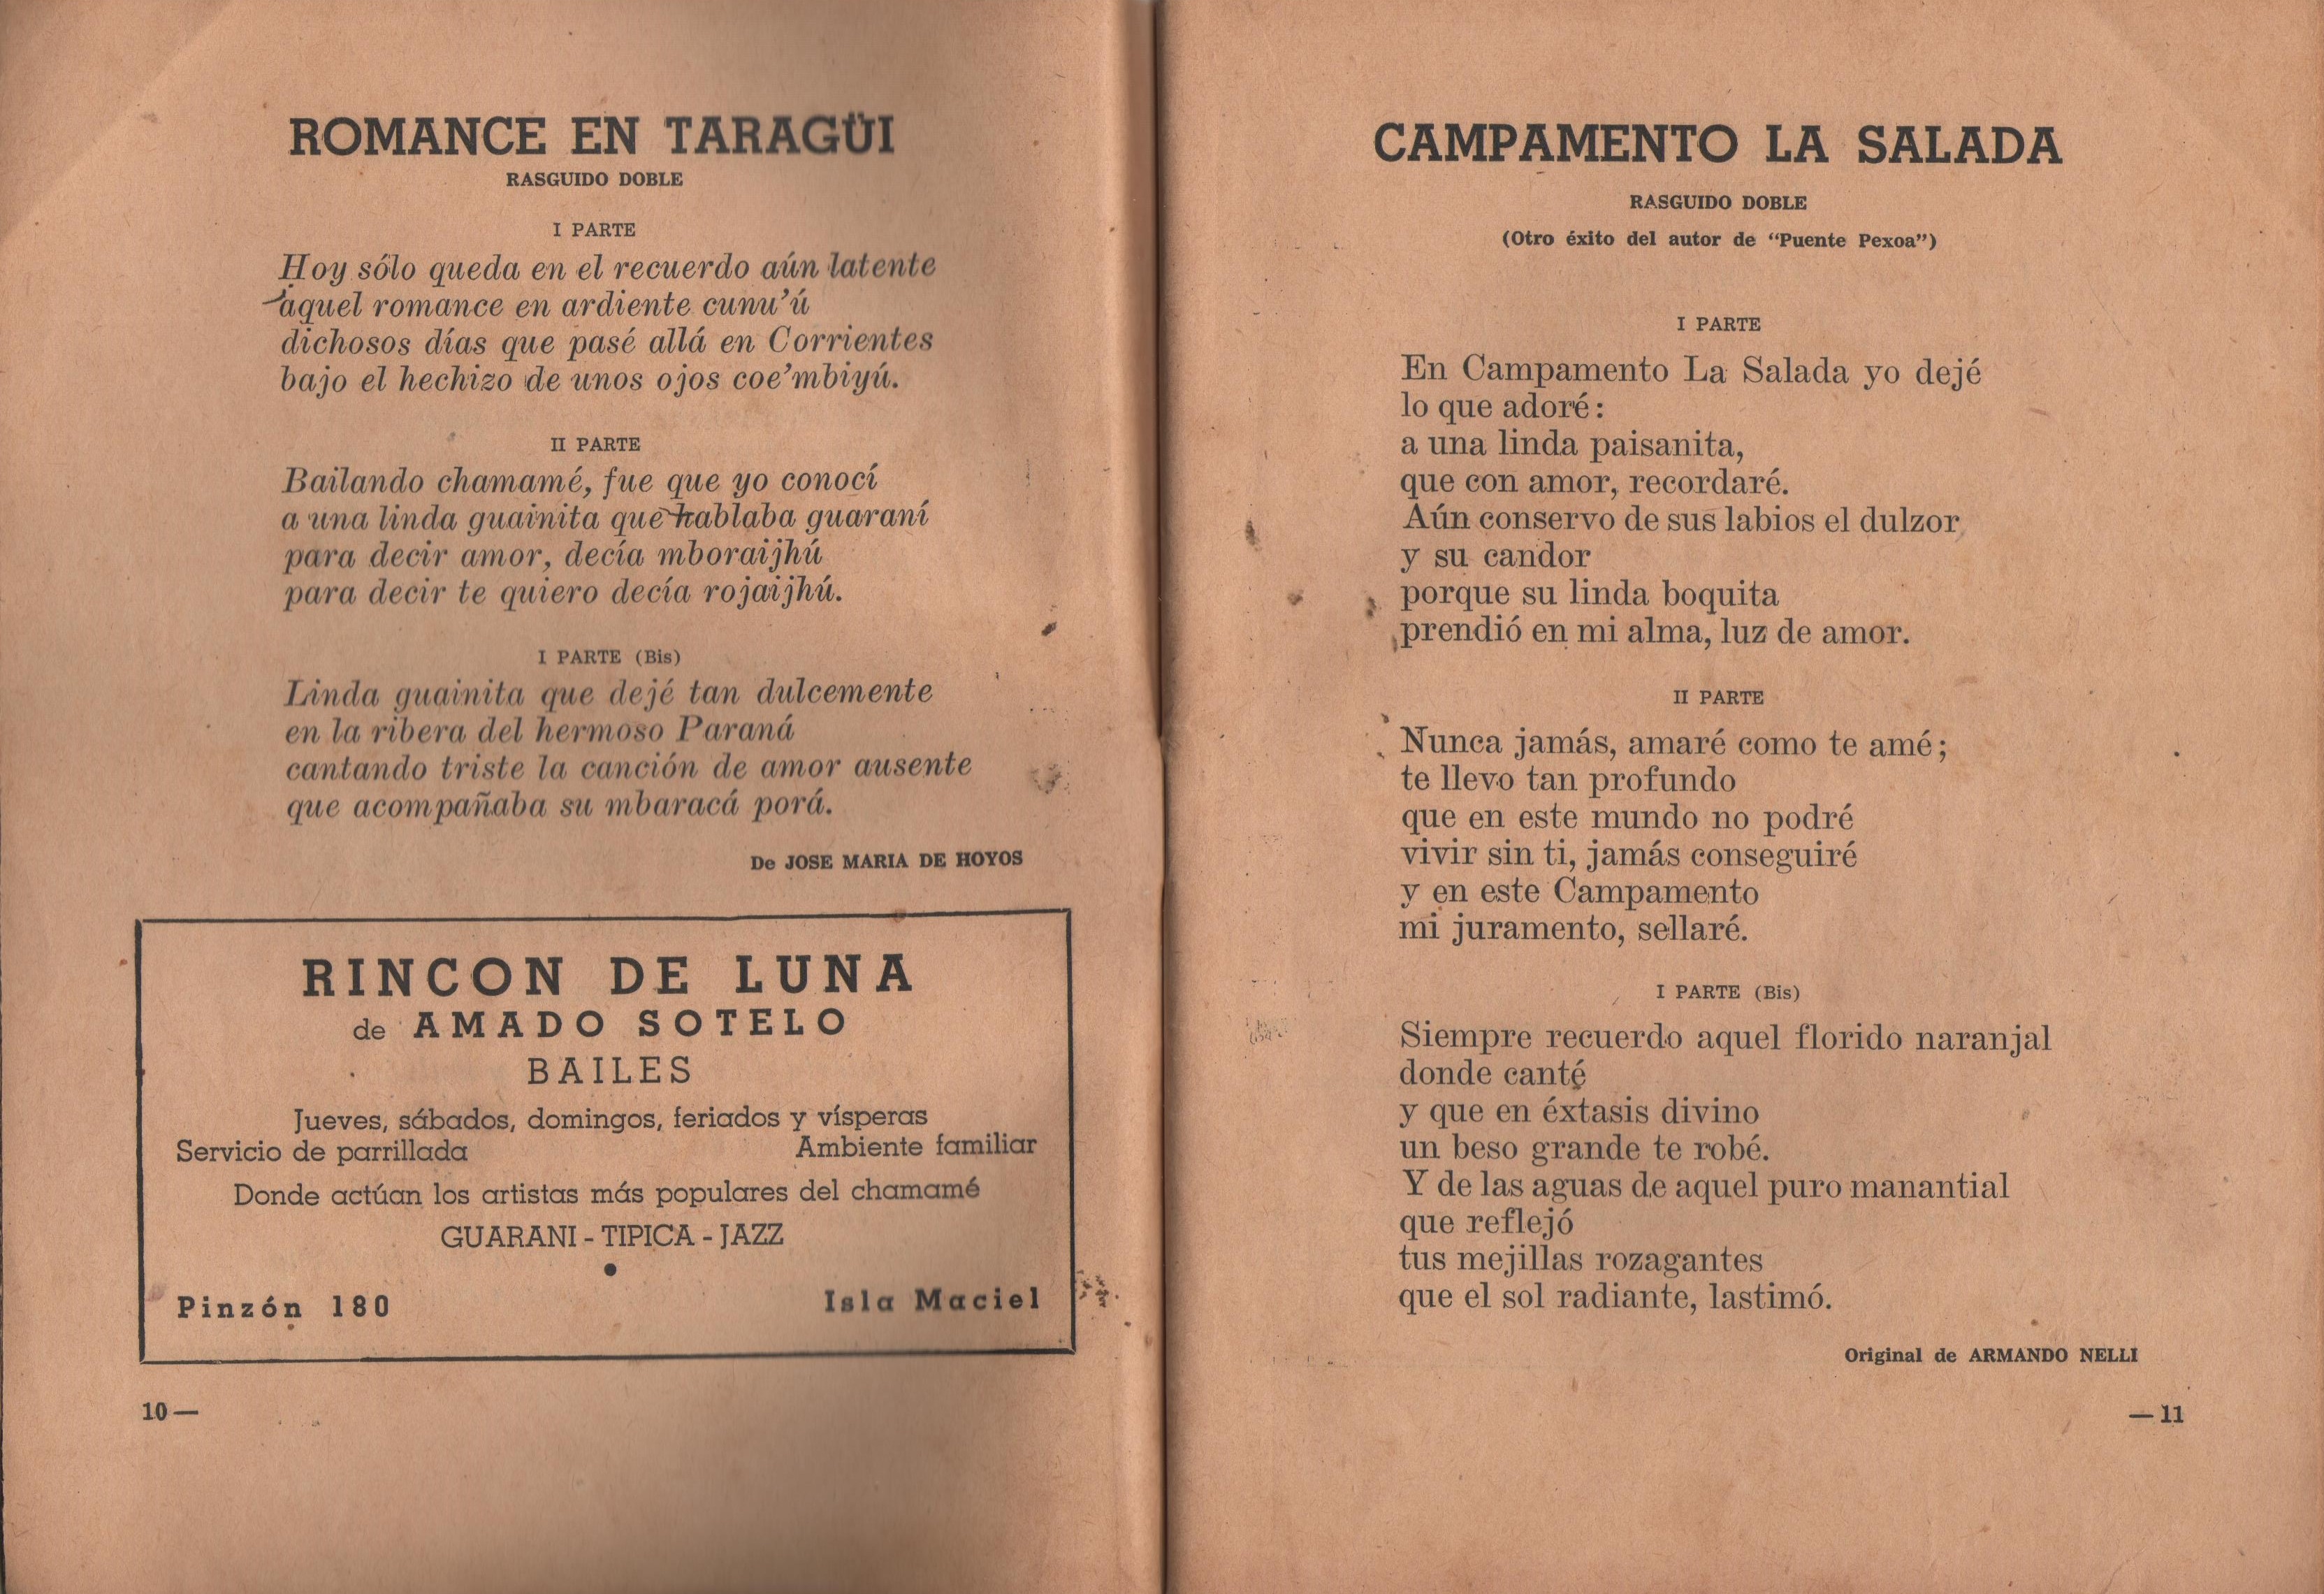 ROMANCE EN TARAGÜI
RASGUIDO DOBLE
I PARTE
Hoy sólo queda en el recuerdo aún latente
aquel romance en ardiente cunu'ú
dichosos días que pasé allá en Corrientes
bajo el hechizo de unos ojos coe'mbiyú.
II PARTE
Bailando chamamé, fue que yo conocí
a una linda guainita que hablaba guaraní
para decir amor, decía mboraijhú
para decir te quiero decía rojaijhú.
I PARTE (Bis)
Linda guainita que dejé tan dulcemente
en la ribera del hermoso Paraná
cantando triste la canción de amor ausente
que acompañaba su mbaracá porá.
De JOSE MARIA DE HOYOS
RINCON DE LUNA
de AMADO SOTELO
BAILES
Jueves, sábados, domingos, feriados y vísperas
Servicio de parrillada Ambiente familiar
Donde actúan los artistas más populares del chamamé
GUARANI - TIPICA - JAZZ
Pinzón 180 Isla Maciel
10 —
CAMPAMENTO LA SALADA
RASGUIDO DOBLE
(Otro éxito del autor de "Puente Pexoa")
I PARTE
En Campamento La Salada yo dejé
lo que adoré:
a una linda paisanita,
que con amor, recordaré.
Aún conservo de sus labios el dulzor
y su candor
porque su linda boquita
prendió en mi alma, luz de amor.
II PARTE
Nunca jamás, amaré como te amé;
te llevo tan profundo
que en este mundo no podré
vivir sin ti, jamás conseguiré
y en este Campamento
mi juramento, sellaré.
I PARTE (Bis)
Siempre recuerdo aquel florido naranjal
donde canté
y que en éxtasis divino
un beso grande te robé.
Y de las aguas de aquel puro manantial
que reflejó
tus mejillas rozagantes
que el sol radiante, lastimó.
Original de ARMANDO NELLI
— 11